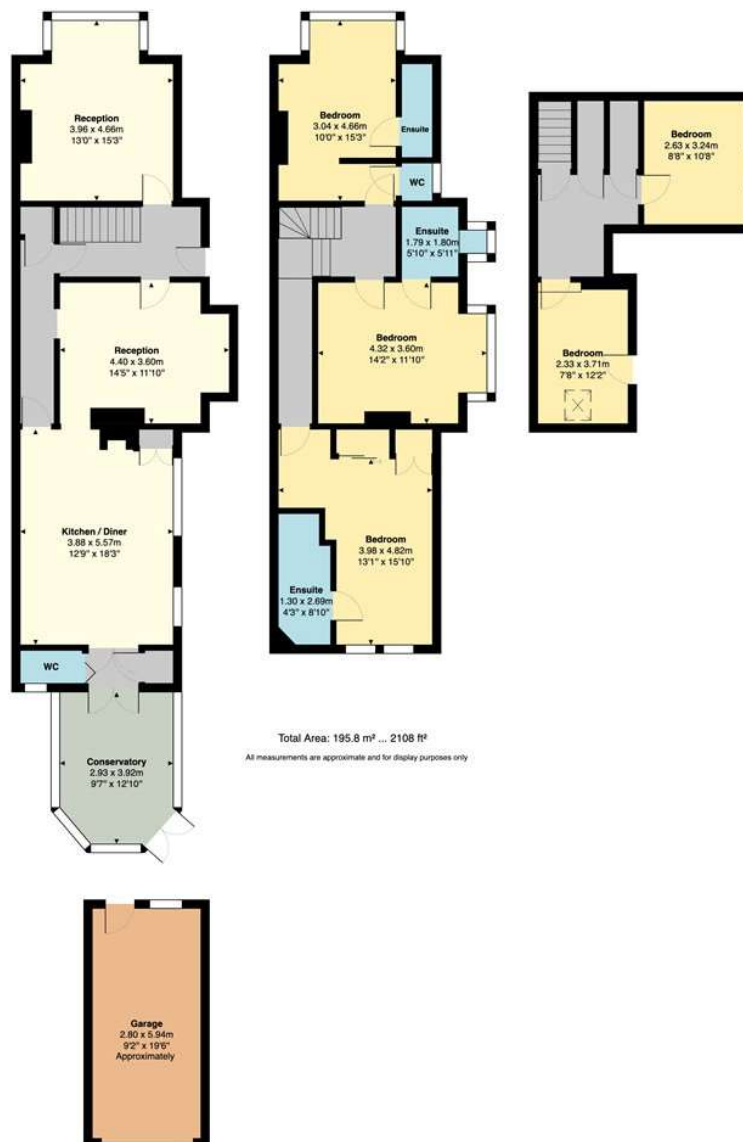 Reception
3.96 x 4.66m
13'0" x 15'3"
Reception
4.40 x 3.60m
14'5" x 11'10
Kitchen / Diner
3.88 x 5.57m
12'9" x 18'3"
WC
Conservatory
2.93 x 3.92m
9'7" x 12'10"
Bedroom
3.04 x 4.66m
10'0" x 15'3"
Ensuite
WC
Ensuite
1.79 x 1.80m
5'10" x 5'11"
Bedroom
4.32 x 3.60m
14'2" x 11'10"
Bedroom
3.98 x 4.82m
13'1" x 15'10"
Ensuite
1.30 x 2.69m
4'3" x 8'10"
Bedroom
2.63 x 3.24m
8'8" x 10'8"
Bedroom
2.33 x 3.71m
7'8" x 12'2"
Total Area: 195.8 m² ... 2108 ft²
All measurements are approximate and for display purposes only
Garage
2.80 x 5.94m
9'2" x 19'6"
Approximately